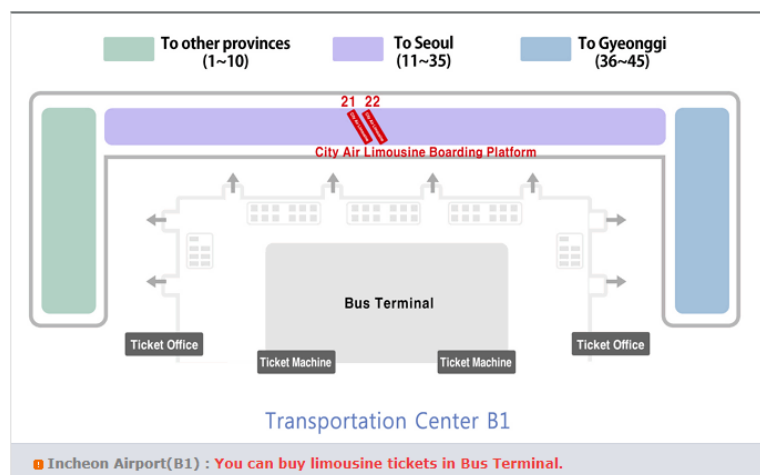 To other provinces
(1~10)
To Seoul
(11~35)
To Gyeonggi
(36~45)
21 22
City Air Limousine Boarding Platform
Bus Terminal
Ticket Office
Ticket Office
Ticket Machine
Ticket Machine
Transportation Center B1
Incheon Airport(B1) : You can buy limousine tickets in Bus Terminal.